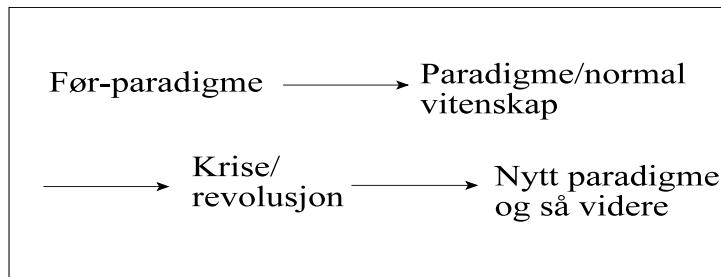 Før-paradigme
Paradigme/normal
vitenskap
Krise/
revolusjon
Nytt paradigme
og så videre